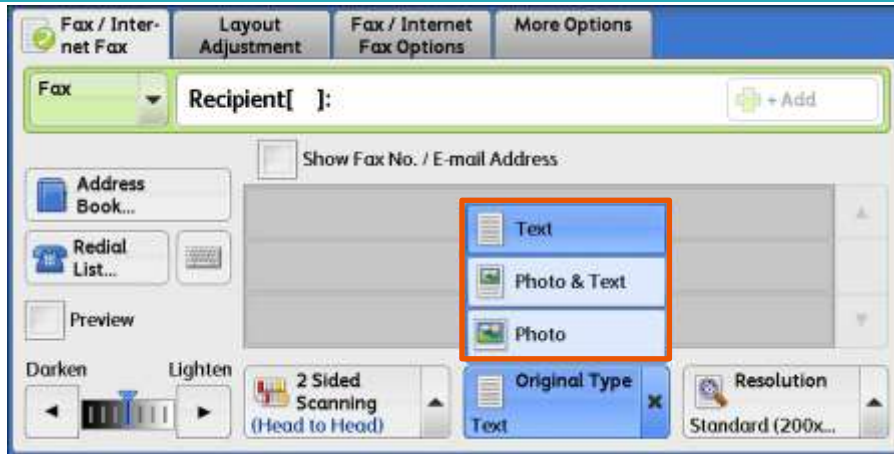 Fax / Inter-
net Fax
Layout
Adjustment
Fax / Internet
Fax Options
More Options
Fax
Recipient[ ]:
+ Add
Show Fax No. / E-mail Address
Address
Book...
Text
Redial
List...
Photo & Text
Preview
Photo
Darken
Lighten
2 Sided
Scanning
(Head to Head)
Original Type
Text
Resolution
Standard (200x...